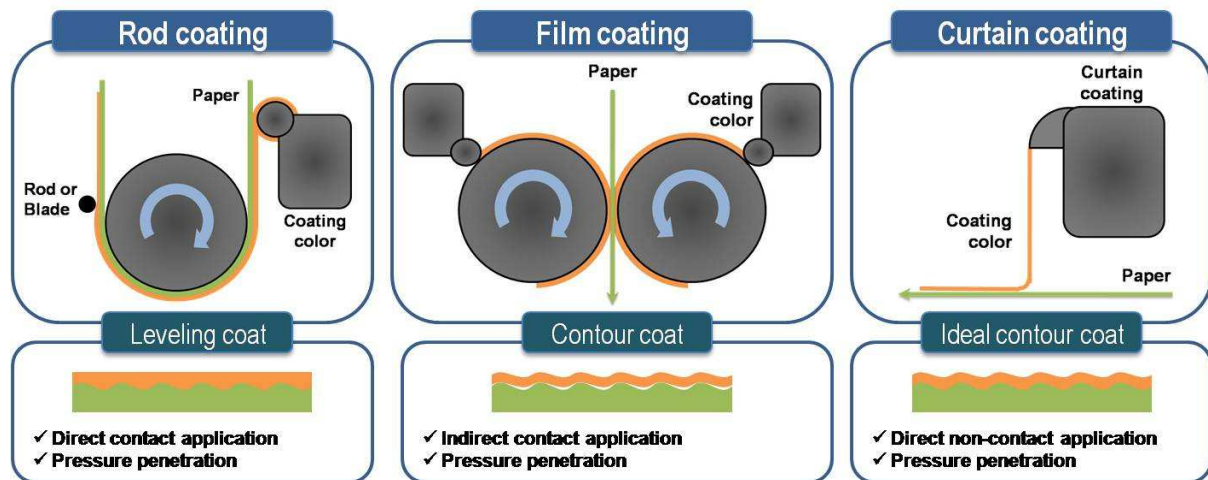 Rod coating
Paper
Rod or
Blade
Coating
color
Leveling coat
✓ Direct contact application
✓ Pressure penetration
Film coating
Paper
Coating
color
Contour coat
✓ Indirect contact application
✓ Pressure penetration
Curtain coating
Curtain
coating
Coating
color
Paper
Ideal contour coat
✓ Direct non-contact application
✓ Pressure penetration